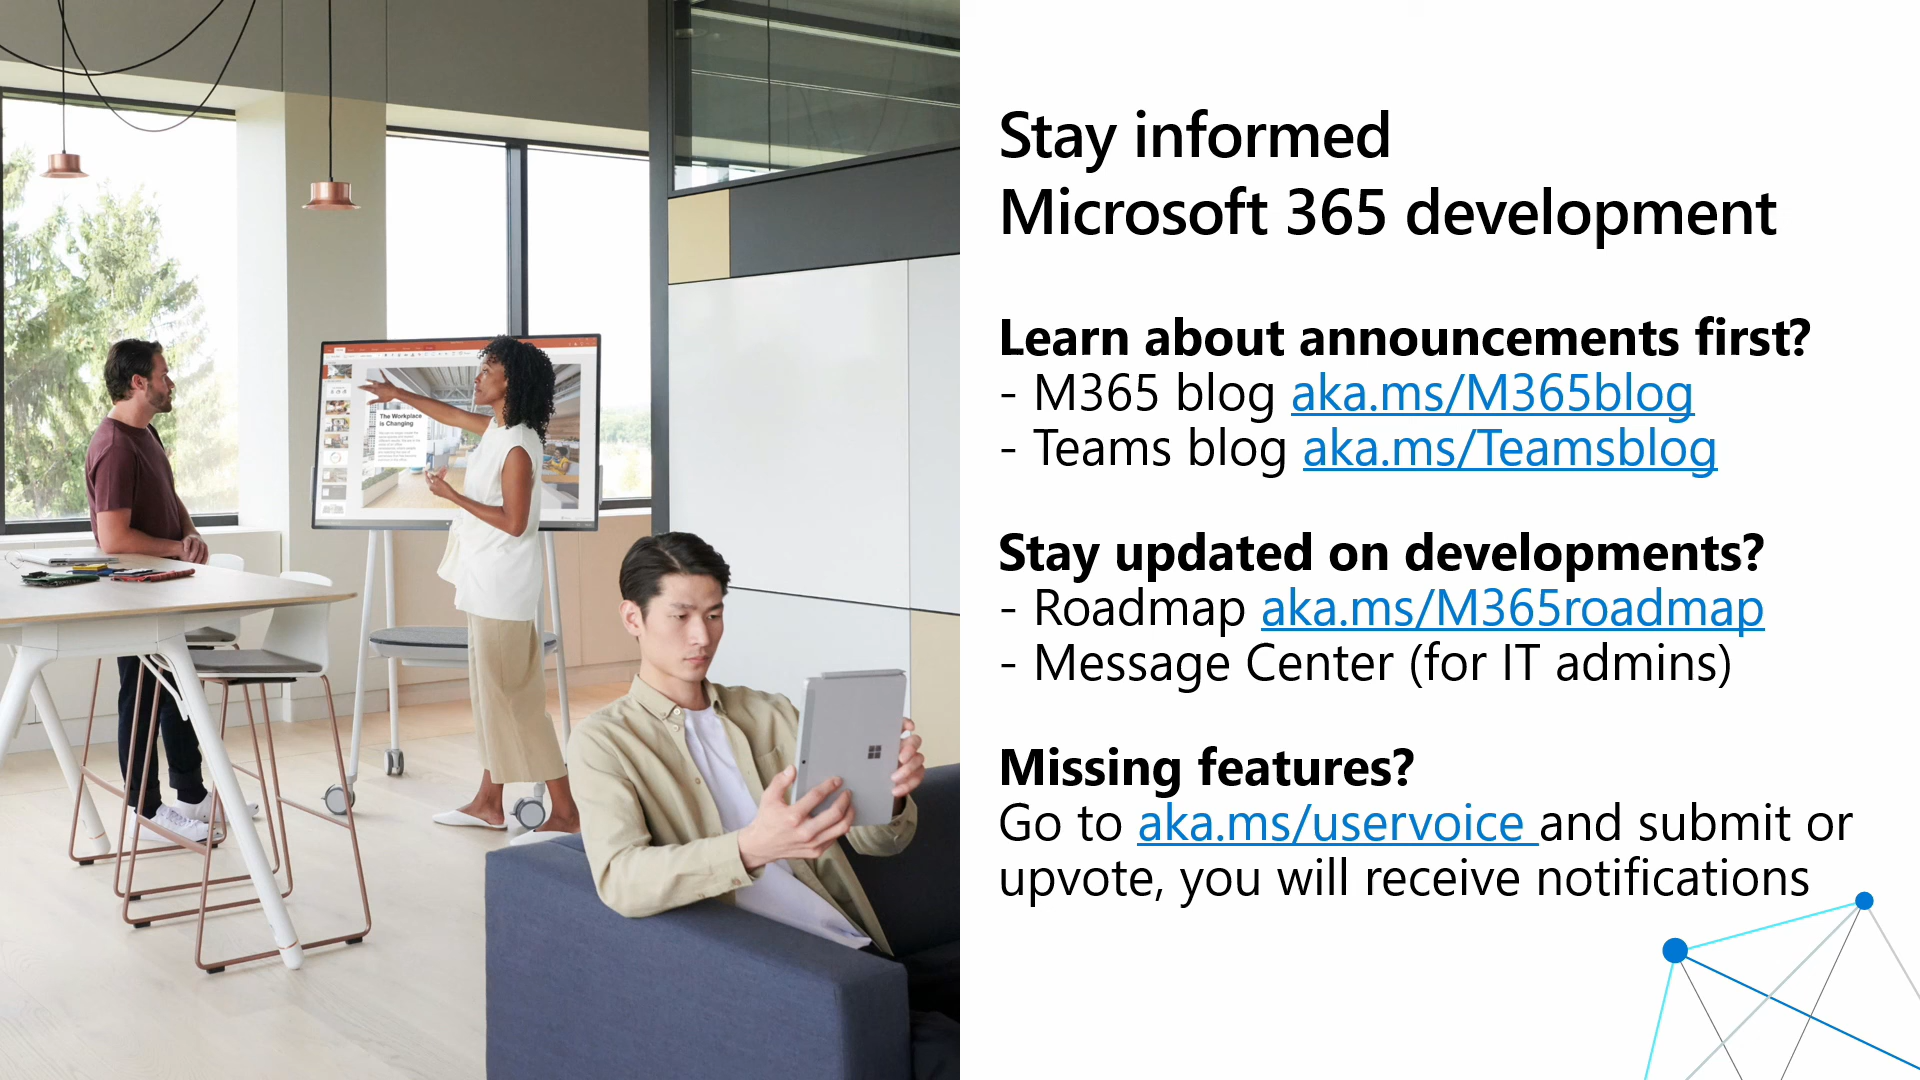 Stay informed
Microsoft 365 development
Learn about announcements first?
- M365 blog aka.ms/M365blog
- Teams blog aka.ms/Teamsblog
Stay updated on developments?
- Roadmap aka.ms/M365roadmap
- Message Center (for IT admins)
Missing features?
Go to aka.ms/uservoice and submit or
upvote, you will receive notifications
The Workplace
is Changing